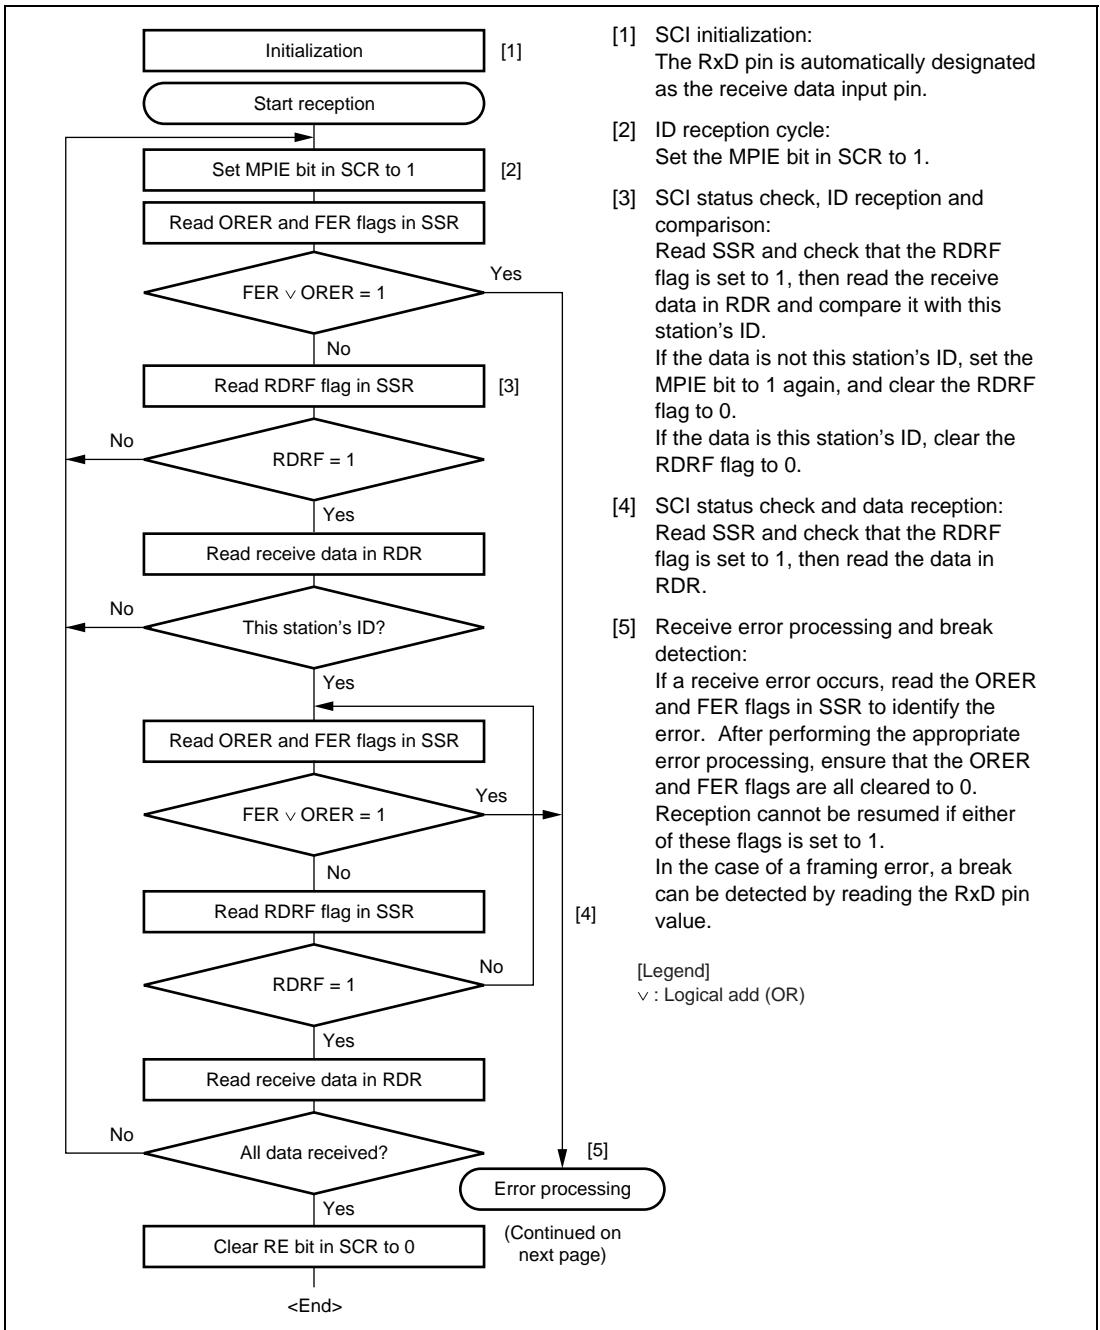 Initialization
[1]
Start reception
Set MPIE bit in SCR to 1
[2]
Read ORER and FER flags in SSR
FER ∨ ORER = 1
Yes
No
Read RDRF flag in SSR
[3]
RDRF = 1
No
Yes
Read receive data in RDR
This station's ID?
No
Yes
Read ORER and FER flags in SSR
FER ∨ ORER = 1
Yes
No
Read RDRF flag in SSR
[4]
RDRF = 1
No
Yes
Read receive data in RDR
All data received?
No
Yes
[5]
Error processing
(Continued on
next page)
Clear RE bit in SCR to 0
<End>
[1] SCI initialization:
The RxD pin is automatically designated
as the receive data input pin.
[2] ID reception cycle:
Set the MPIE bit in SCR to 1.
[3] SCI status check, ID reception and
comparison:
Read SSR and check that the RDRF
flag is set to 1, then read the receive
data in RDR and compare it with this
station's ID.
If the data is not this station's ID, set the
MPIE bit to 1 again, and clear the RDRF
flag to 0.
If the data is this station's ID, clear the
RDRF flag to 0.
[4] SCI status check and data reception:
Read SSR and check that the RDRF
flag is set to 1, then read the data in
RDR.
[5] Receive error processing and break
detection:
If a receive error occurs, read the ORER
and FER flags in SSR to identify the
error. After performing the appropriate
error processing, ensure that the ORER
and FER flags are all cleared to 0.
Reception cannot be resumed if either
of these flags is set to 1.
In the case of a framing error, a break
can be detected by reading the RxD pin
value.
[Legend]
∨ : Logical add (OR)